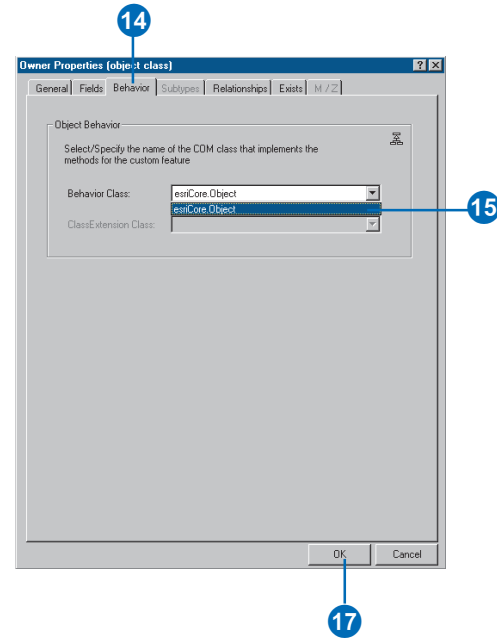 14
Owner Properties (object class)
General Fields Behavior Subtypes Relationships Exists M / Z
Object Behavior
Select/Specify the name of the COM class that implements the
methods for the custom feature
Behavior Class: esriCore.Object
esriCore.Object
15
ClassExtension Class:
OK Cancel
17